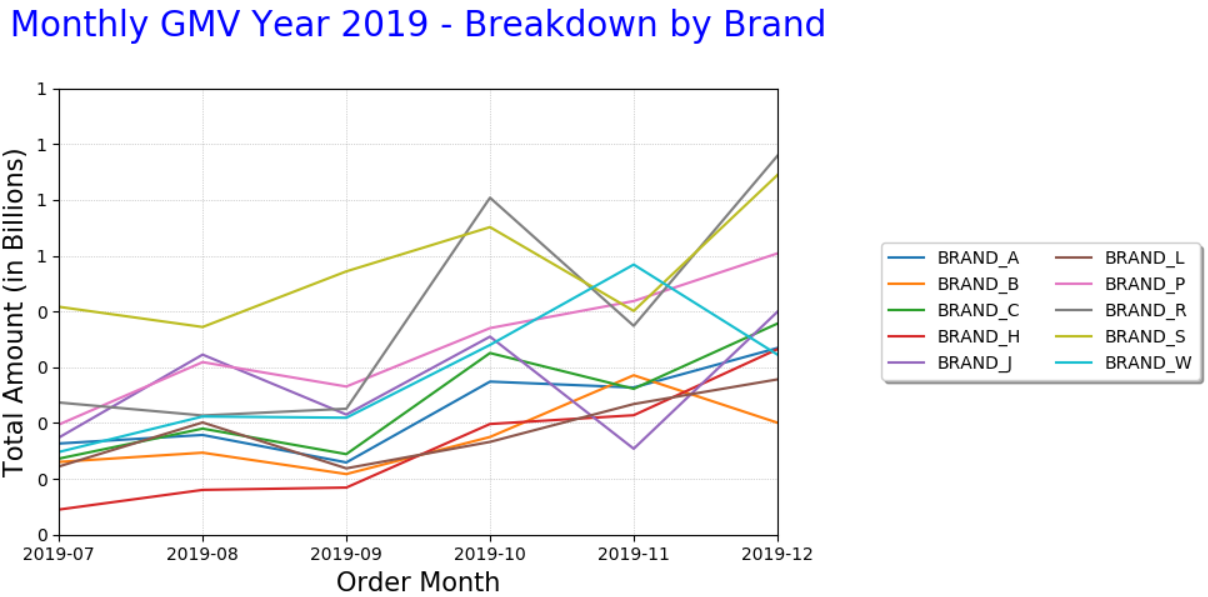 Monthly GMV Year 2019 - Breakdown by Brand
Total Amount (in Billions)
1
1
1
1
0
0
0
0
0
2019-07 2019-08 2019-09 2019-10 2019-11 2019-12
Order Month
BRAND_A BRAND_L
BRAND_B BRAND_P
BRAND_C BRAND_R
BRAND_H BRAND_S
BRAND_J BRAND_W